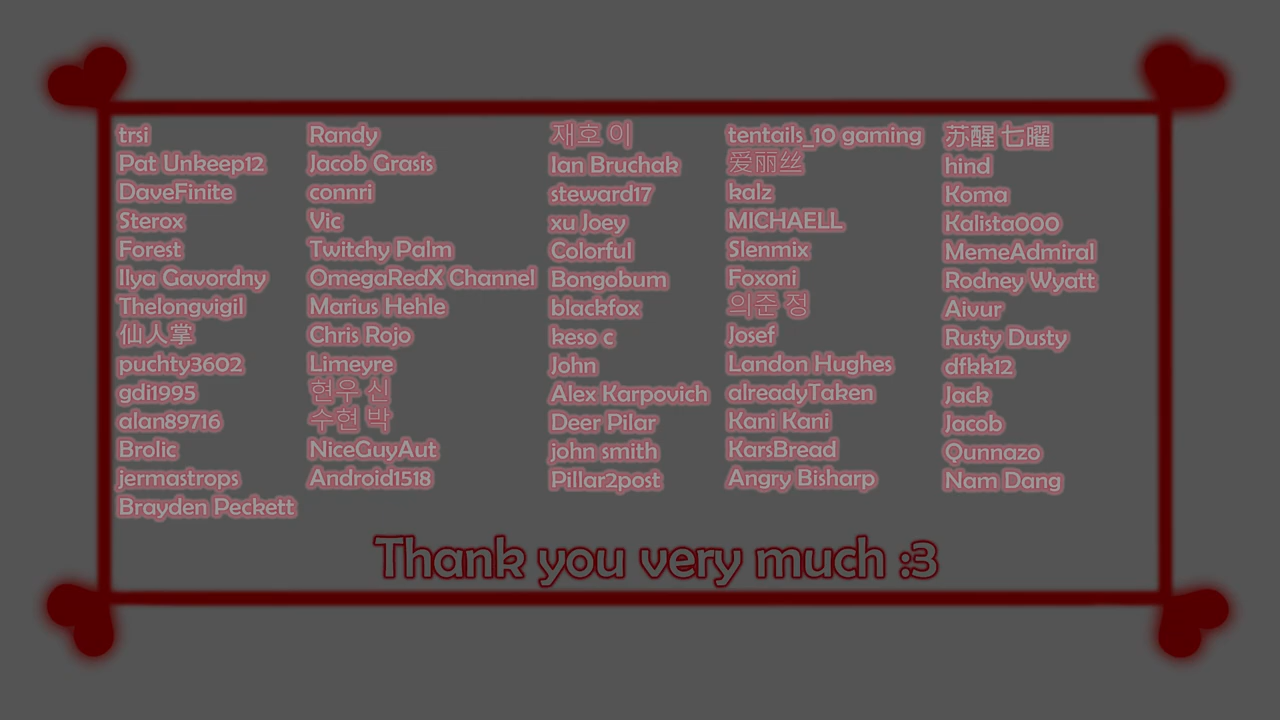 trsi
Pat Unkeep12
DaveFinite
Sterox
Forest
Ilya Gavordny
Thelongvigil
仙人掌
puchty3602
gdi1995
alan89716
Brolic
jermastrops
Brayden Peckett
Randy
Jacob Grasis
connri
Vic
Twitchy Palm
OmegaRedX Channel
Marius Hehle
Chris Rojo
Limeyre
현우 신
수현 박
NiceGuyAut
Android1518
재호 이
Ian Bruchak
steward17
xu Joey
Colorful
Bongobum
blackfox
keso c
John
Alex Karpovich
Deer Pilar
john smith
Pillar2post
tentails_10 gaming
爱丽丝
kalz
MICHAELL
Slenmix
Foxoni
의준 정
Josef
Landon Hughes
alreadyTaken
Kani Kani
KarsBread
Angry Bisharp
苏醒 七曜
hind
Koma
Kalista000
MemeAdmiral
Rodney Wyatt
Aivur
Rusty Dusty
dfkk12
Jack
Jacob
Qunnazo
Nam Dang
Thank you very much :3